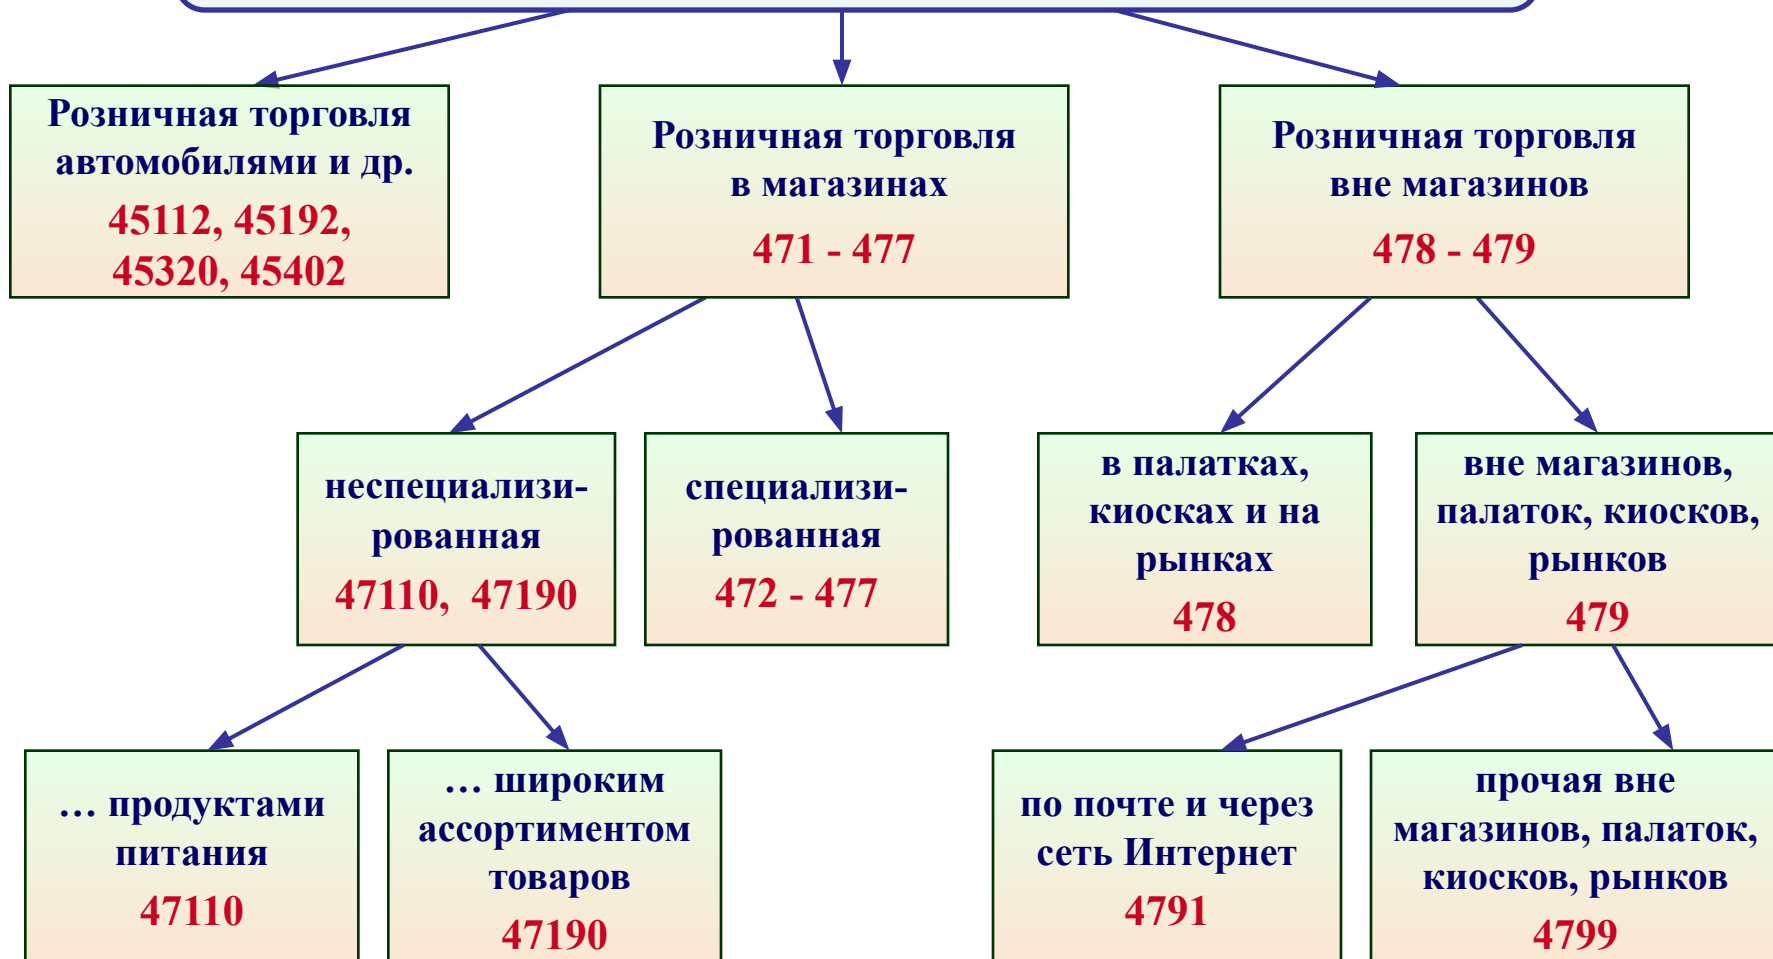 Розничная торговля
автомобилями и др.
45112, 45192,
45320, 45402
Розничная торговля
в магазинах
471 - 477
Розничная торговля
вне магазинов
478 - 479
неспециализи-
рованная
47110, 47190
специализи-
рованная
472 - 477
в палатках,
киосках и на
рынках
478
вне магазинов,
палаток, киосков,
рынков
479
… продуктами
питания
47110
… широким
ассортиментом
товаров
47190
по почте и через
сеть Интернет
4791
прочая вне
магазинов, палаток,
киосков, рынков
4799